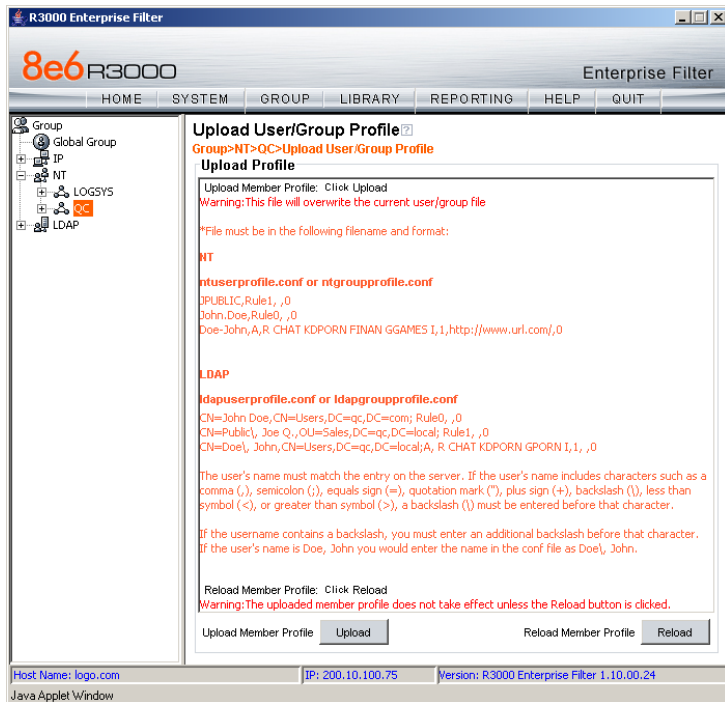 R3000 Enterprise Filter
8e6 R3000
Enterprise Filter
HOME SYSTEM GROUP LIBRARY REPORTING HELP QUIT
Group
Global Group
IP
NT
LOGSYS
QC
LDAP
Upload User/Group Profile?
Group>NT>QC>Upload User/Group Profile
Upload Profile
Upload Member Profile: Click Upload
Warning:This file will overwrite the current user/group file
*File must be in the following filename and format:
NT
ntuserprofile.conf or ntgroupprofile.conf
JPUBLIC,Rule1, ,0
John.Doe,Rule0, ,0
Doe-John,A,R CHAT KDPORN FINAN GGAMES I,1,http://www.url.com/,0
LDAP
ldapuserprofile.conf or ldapgroupprofile.conf
CN=John Doe,CN=Users,DC=qc,DC=com; Rule0, ,0
CN=Public\, Joe Q.,OU=Sales,DC=qc,DC=local; Rule1, ,0
CN=Doe\, John,CN=Users,DC=qc,DC=local;A, R CHAT KDPORN GPORN I,1, ,0
The user's name must match the entry on the server. If the user's name includes characters such as a
comma (,), semicolon (;), equals sign (=), quotation mark ("), plus sign (+), backslash (\), less than
symbol (<), or greater than symbol (>), a backslash (\) must be entered before that character.
If the username contains a backslash, you must enter an additional backslash before that character.
If the user's name is Doe, John you would enter the name in the conf file as Doe\, John.
Reload Member Profile: Click Reload
Warning:The uploaded member profile does not take effect unless the Reload button is clicked.
Upload Member Profile Upload Reload Member Profile Reload
Host Name: logo.com IP: 200.10.100.75 Version: R3000 Enterprise Filter 1.10.00.24
Java Applet Window